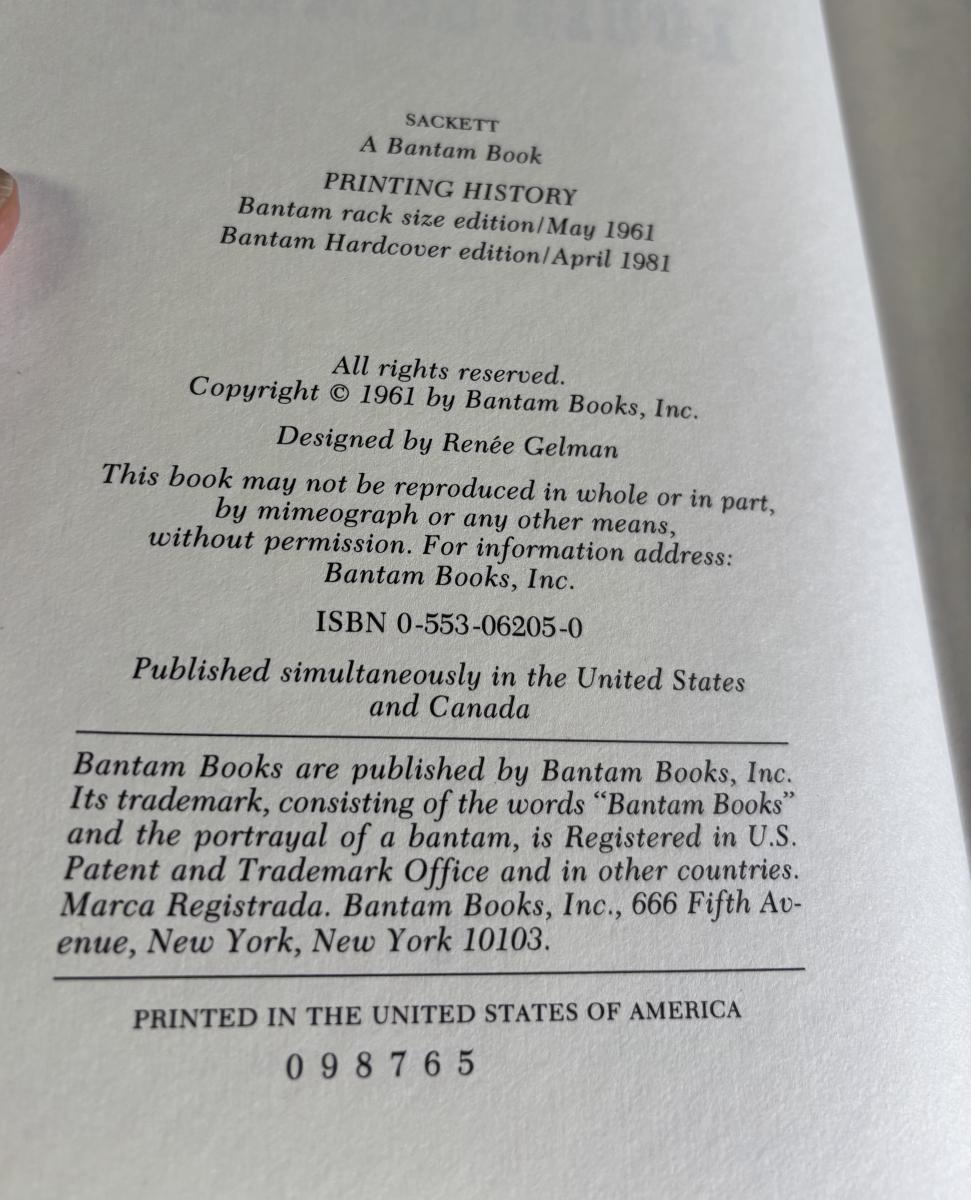 SACKETT
A Bantam Book
PRINTING HISTORY
Bantam rack size edition/May 1961
Bantam Hardcover edition/April 1981
All rights reserved.
Copyright © 1961 by Bantam Books, Inc.
Designed by Renée Gelman
This book may not be reproduced in whole or in part,
by mimeograph or any other means,
without permission. For information address:
Bantam Books, Inc.
ISBN 0-553-06205-0
Published simultaneously in the United States
and Canada
Bantam Books are published by Bantam Books, Inc.
Its trademark, consisting of the words “Bantam Books”
and the portrayal of a bantam, is Registered in U.S.
Patent and Trademark Office and in other countries.
Marca Registrada. Bantam Books, Inc., 666 Fifth Av-
enue, New York, New York 10103.
PRINTED IN THE UNITED STATES OF AMERICA
0 9 8 7 6 5